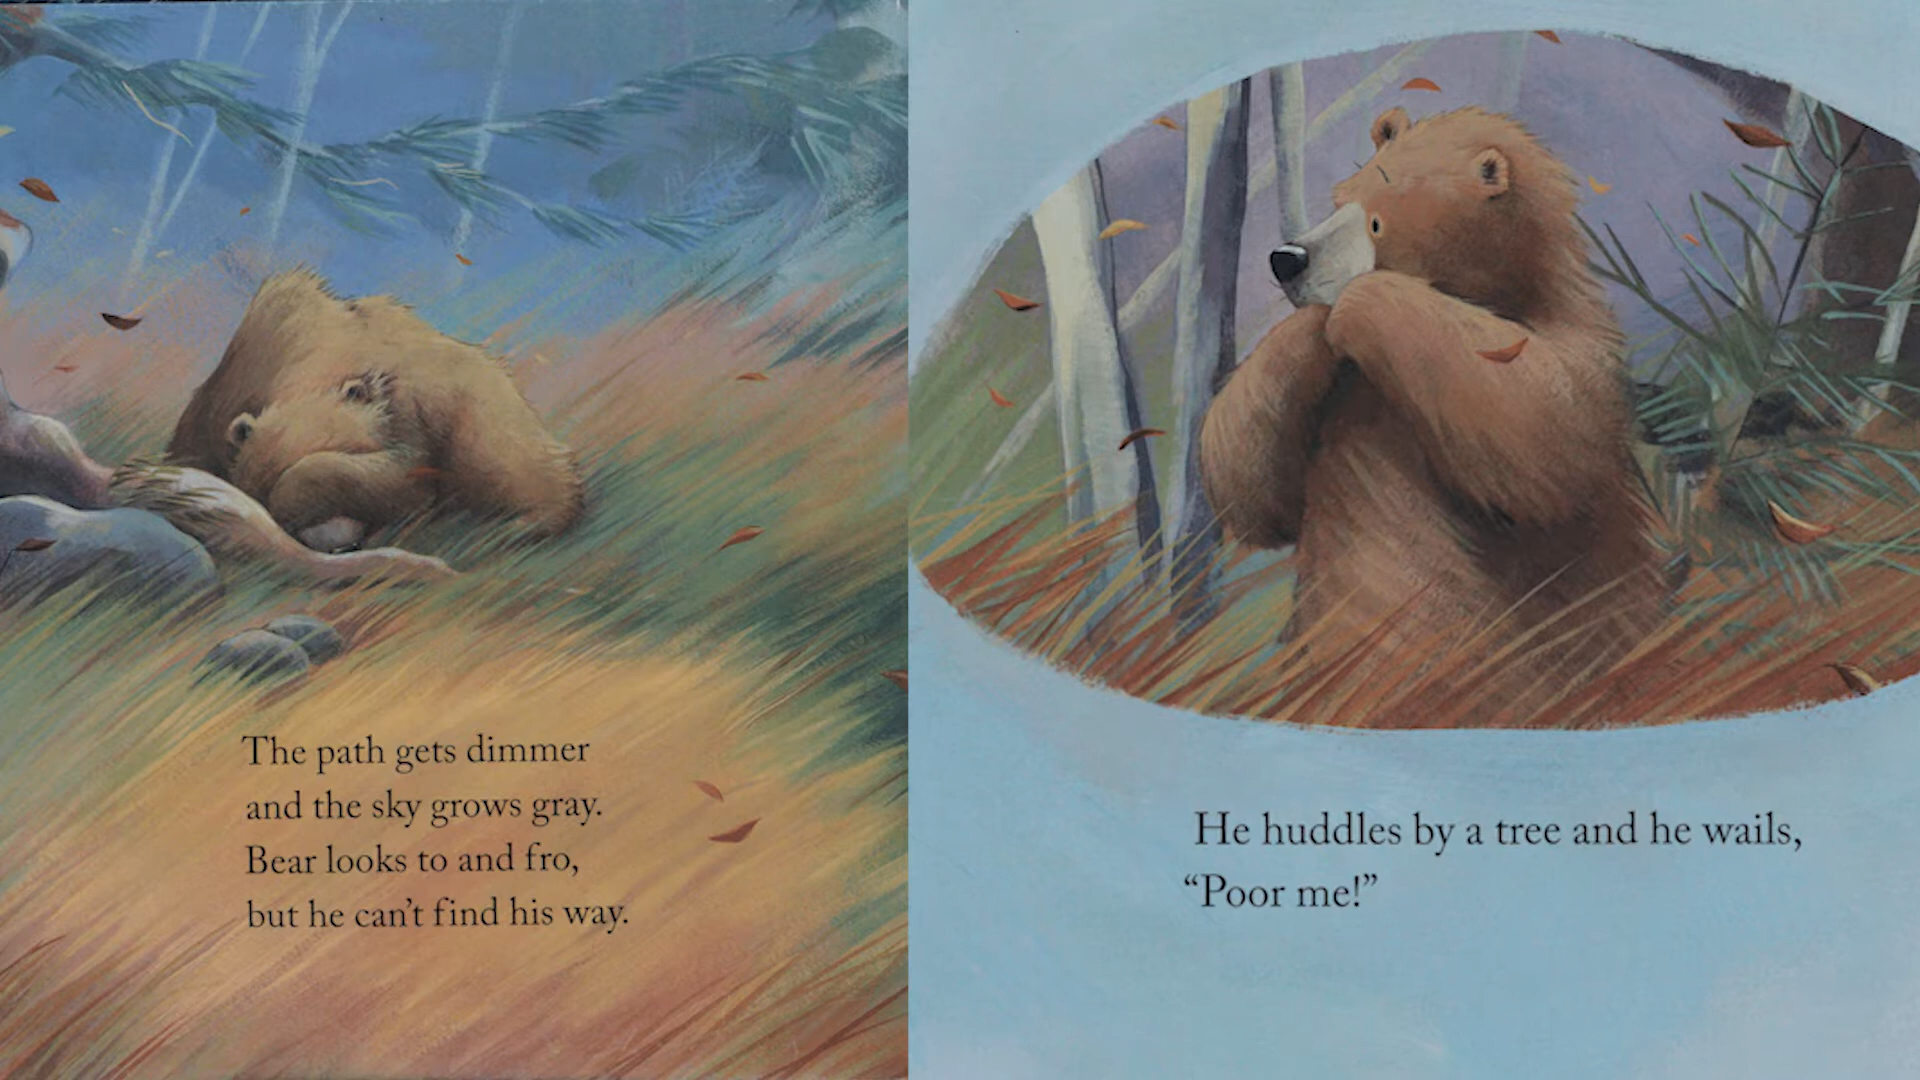 The path gets dimmer
and the sky grows gray.
Bear looks to and fro,
but he can’t find his way.
He huddles by a tree and he wails,
“Poor me!”